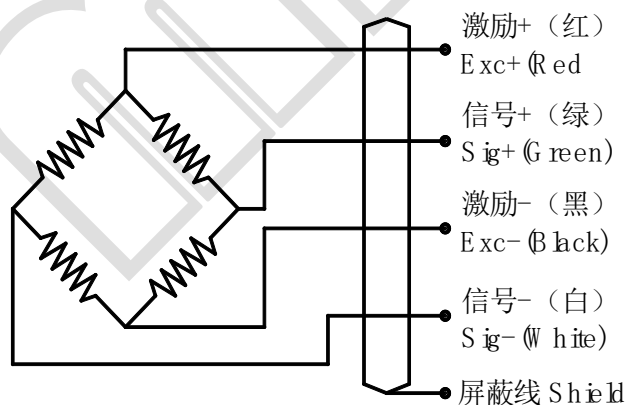 激励+（红）
Exc+(Red
信号+（绿）
Sig+(Green)
激励-（黑）
Exc-(Black)
信号-（白）
Sig-(White)
屏蔽线 Shield